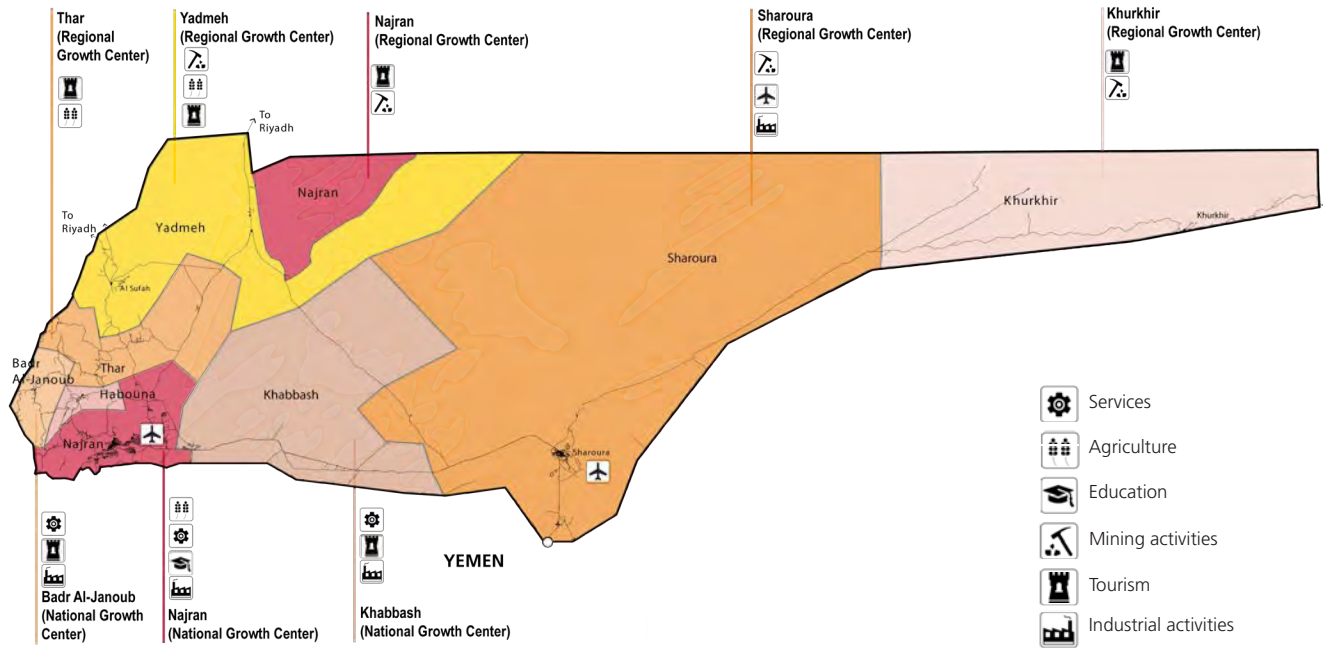 Thar
(Regional
Growth Center)
Yadmeh
(Regional Growth Center)
Najran
(Regional Growth Center)
Sharoura
(Regional Growth Center)
Khurkhir
(Regional Growth Center)
To
Riyadh
To
Riyadh
Najran
Yadmeh
Khurkhir
Khurkhir
Sharoura
Al Sufah
Badr
Al-Janoub
Thar
Habouna
Khabbash
Najran
Sharoura
YEMEN
Badr Al-Janoub
(National Growth
Center)
Najran
(National Growth Center)
Khabbash
(National Growth Center)
Services
Agriculture
Education
Mining activities
Tourism
Industrial activities